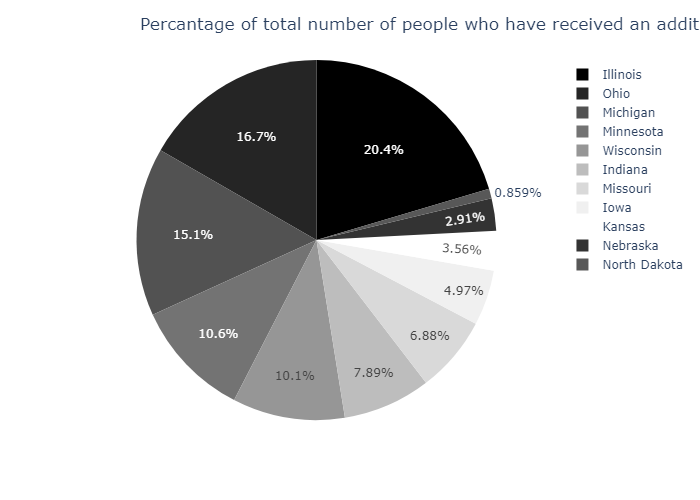 Percantage of total number of people who have received an addit
Illinois
Ohio
Michigan
Minnesota
Wisconsin
Indiana
Missouri
Iowa
Kansas
Nebraska
North Dakota
16.7%
20.4%
0.859%
2.91%
15.1%
3.56%
4.97%
10.6%
6.88%
10.1%
7.89%